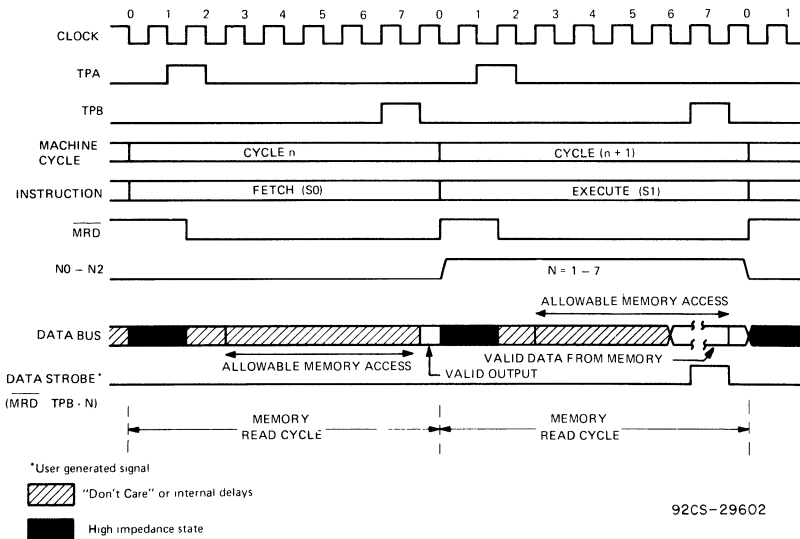 0 1 2 3 4 5 6 7 0 1 2 3 4 5 6 7 0 1
CLOCK
TPA
TPB
MACHINE CYCLE n CYCLE (n + 1)
CYCLE
INSTRUCTION FETCH (S0) EXECUTE (S1)
MRD
N0 – N2 N = 1 – 7
ALLOWABLE MEMORY ACCESS
DATA BUS
ALLOWABLE MEMORY ACCESS VALID DATA FROM MEMORY
VALID OUTPUT
DATA STROBE*
(MRD TPB · N)
MEMORY MEMORY
READ CYCLE READ CYCLE
*User generated signal
"Don't Care" or internal delays
High impedance state
92CS-29602